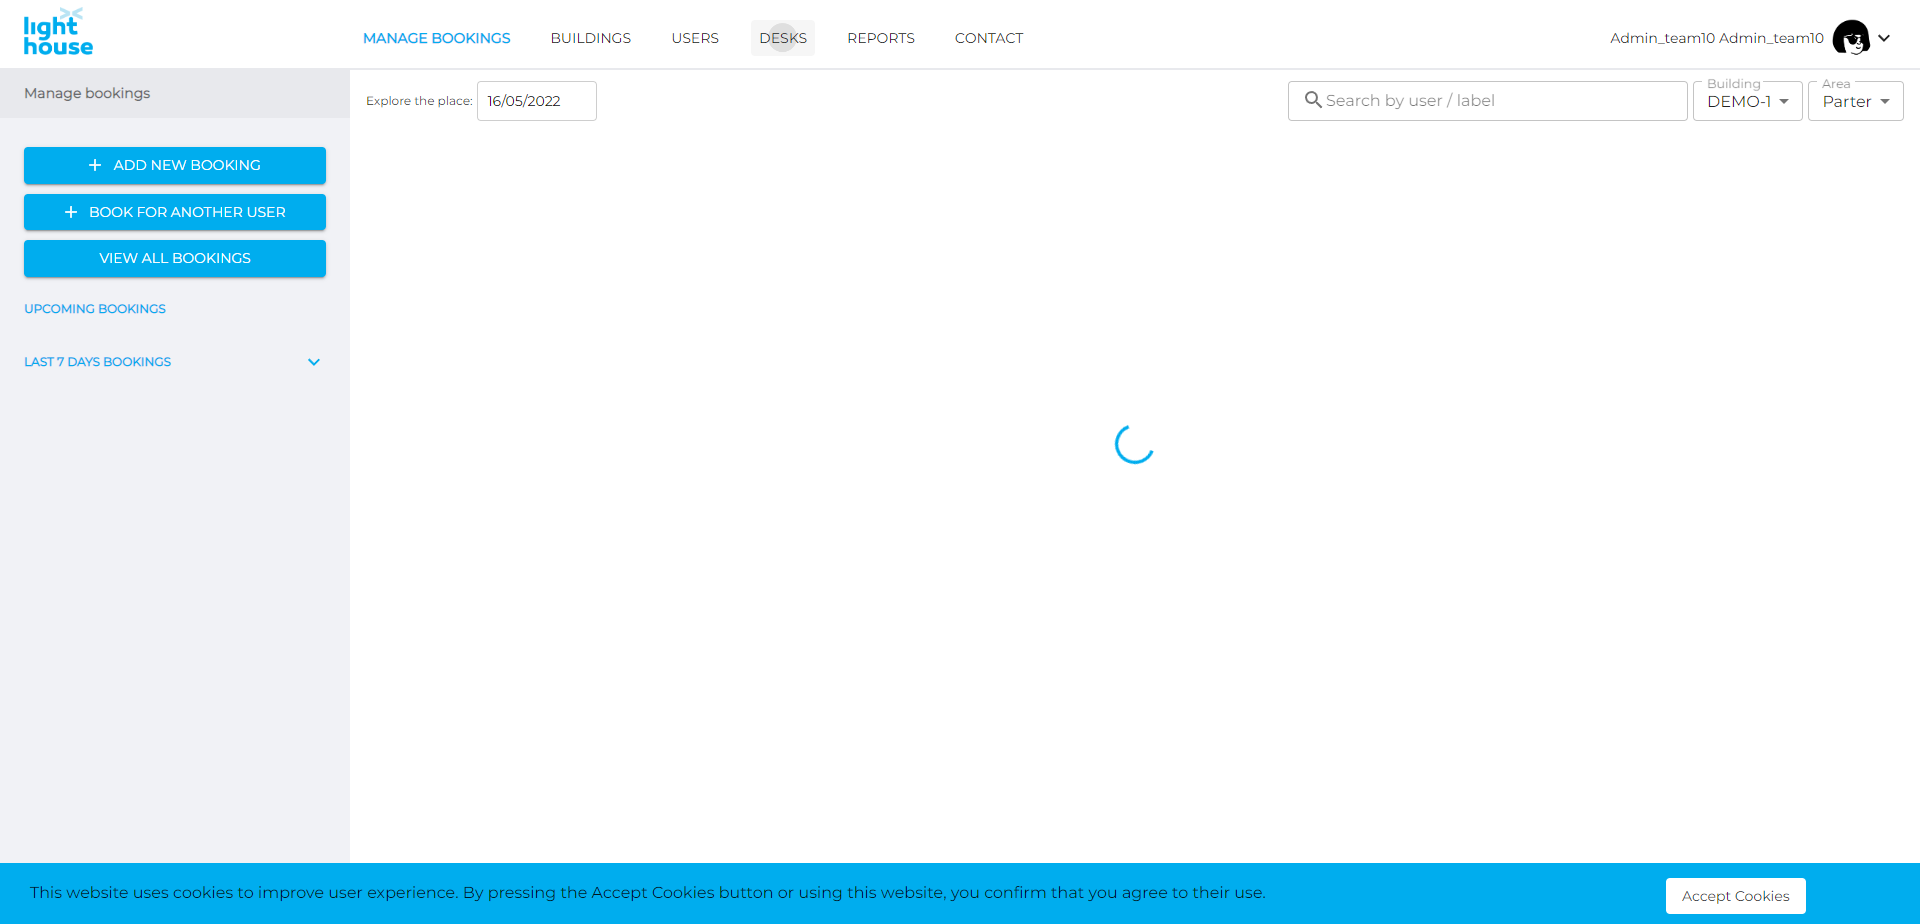 light
house
MANAGE BOOKINGS
BUILDINGS
USERS
DESKS
REPORTS
CONTACT
Admin_team10 Admin_team10
Manage bookings
Explore the place:
16/05/2022
Search by user / label
Building
DEMO-1
Area
Parter
ADD NEW BOOKING
BOOK FOR ANOTHER USER
VIEW ALL BOOKINGS
UPCOMING BOOKINGS
LAST 7 DAYS BOOKINGS
This website uses cookies to improve user experience. By pressing the Accept Cookies button or using this website, you confirm that you agree to their use.
Accept Cookies